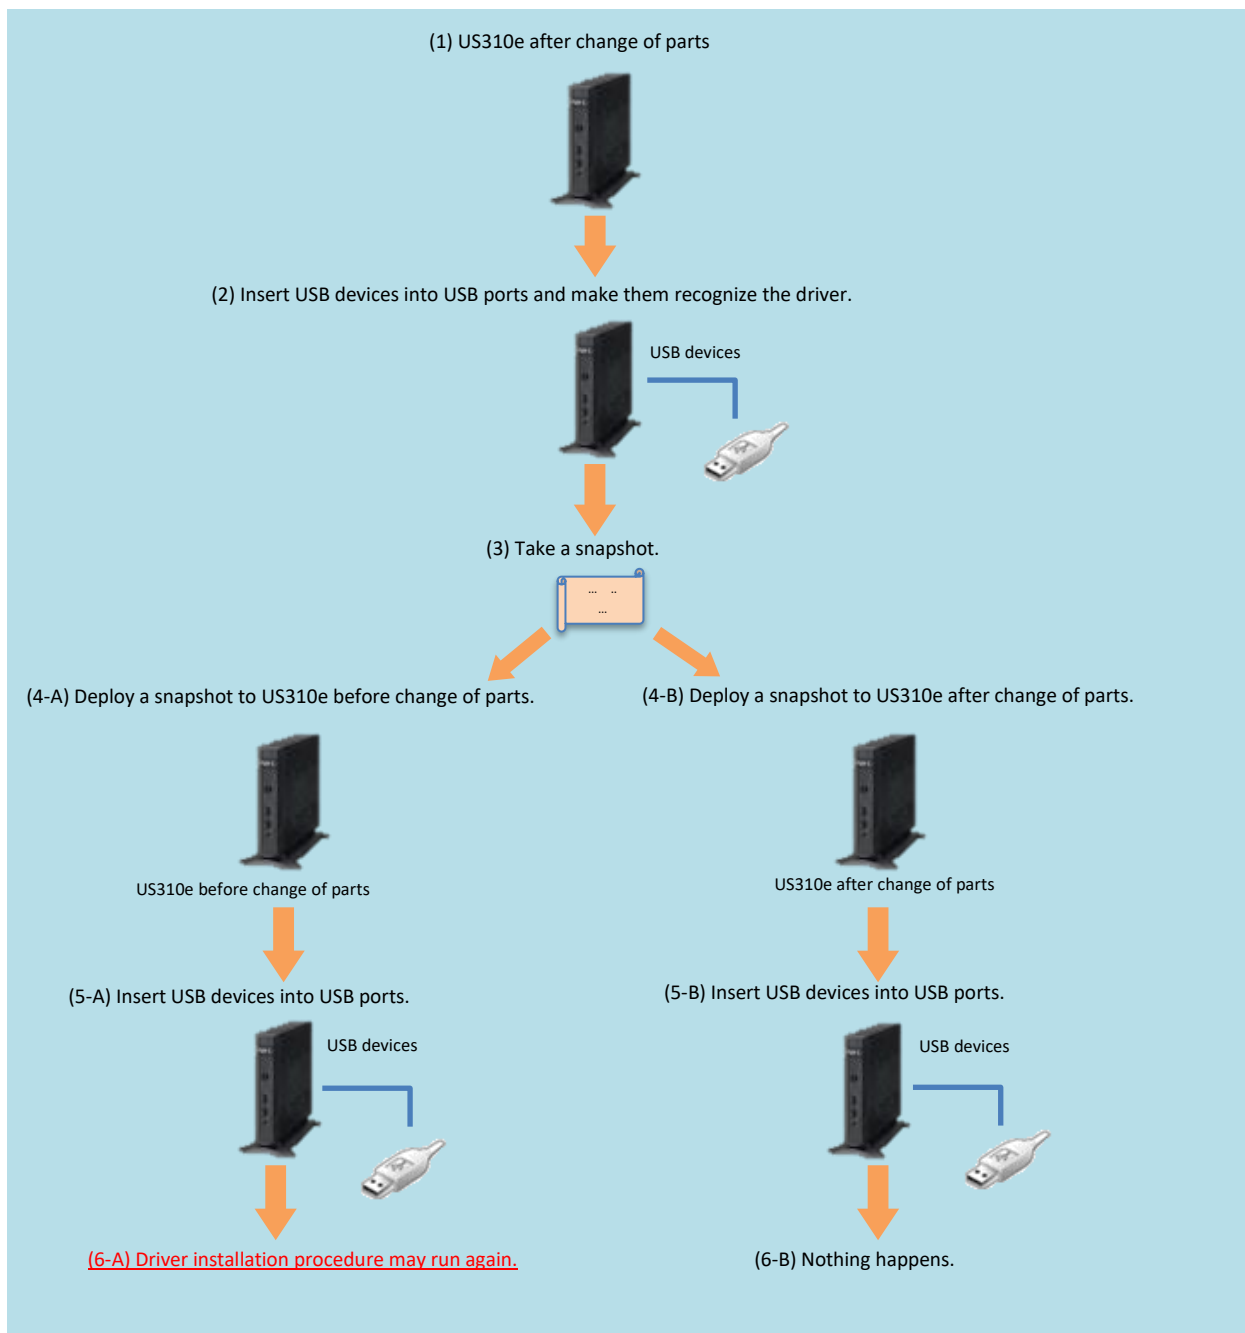 (1) US310e after change of parts
(2) Insert USB devices into USB ports and make them recognize the driver.
USB devices
(3) Take a snapshot.
... ..
...
(4-A) Deploy a snapshot to US310e before change of parts.
(4-B) Deploy a snapshot to US310e after change of parts.
US310e before change of parts
US310e after change of parts
(5-A) Insert USB devices into USB ports.
(5-B) Insert USB devices into USB ports.
USB devices
USB devices
(6-A) Driver installation procedure may run again.
(6-B) Nothing happens.